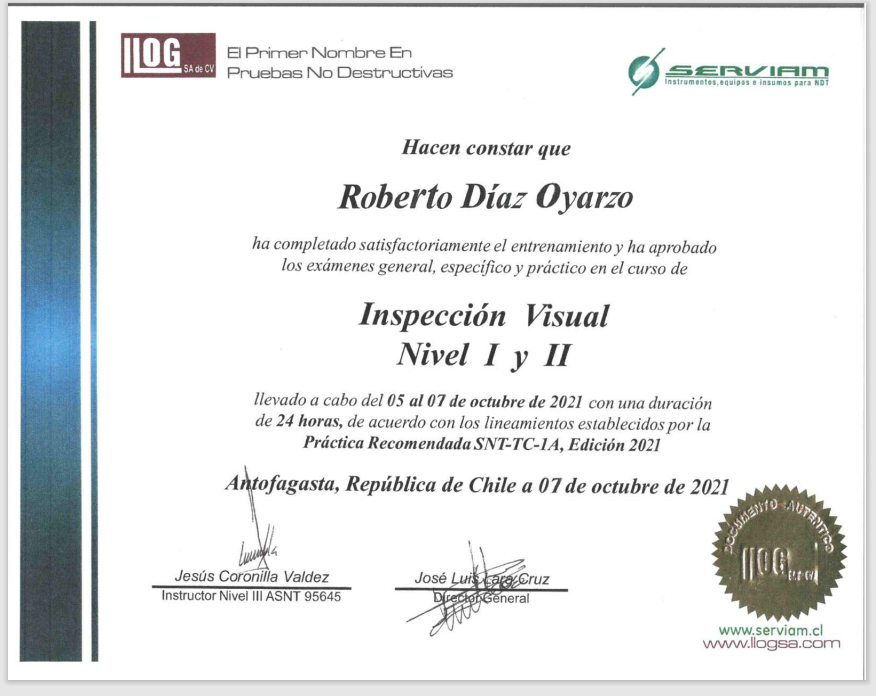 LLOG
SA de CV
El Primer Nombre En
Pruebas No Destructivas
SERVIAM
Instrumentos, equipos e insumos para NDT
Hacen constar que
Roberto Díaz Oyarzo
ha completado satisfactoriamente el entrenamiento y ha aprobado
los exámenes general, específico y práctico en el curso de
Inspección Visual
Nivel I y II
llevado a cabo del 05 al 07 de octubre de 2021 con una duración
de 24 horas, de acuerdo con los lineamientos establecidos por la
Práctica Recomendada SNT-TC-1A, Edición 2021
Antofagasta, República de Chile a 07 de octubre de 2021
Jesús Coronilla Valdez
Instructor Nivel III ASNT 95645
José Luis Lara Cruz
Director General
DOCUMENTO AUTENTICO
LLOG
www.serviam.cl
www.llogsa.com